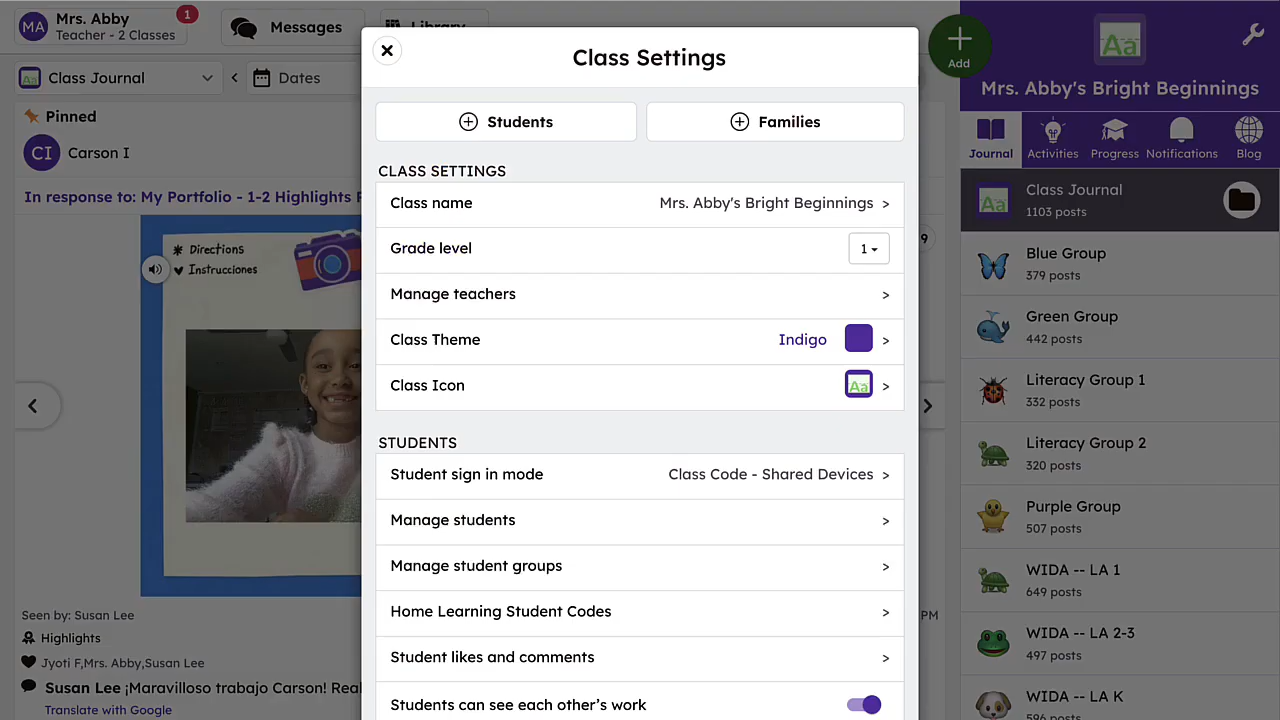 MA
Mrs. Abby
Teacher - 2 Classes
1
Messages
Library
Class Journal
Dates
Pinned
CI
Carson I
In response to: My Portfolio - 1-2 Highlights
Directions
Instrucciones
Seen by: Susan Lee
Highlights
Jyoti F,Mrs. Abby,Susan Lee
Susan Lee ¡Maravilloso trabajo Carson!
Translate with Google
Class Settings
Students
Families
CLASS SETTINGS
Class name
Mrs. Abby's Bright Beginnings >
Grade level
1
Manage teachers >
Class Theme
Indigo >
Class Icon
Aa >
STUDENTS
Student sign in mode
Class Code - Shared Devices >
Manage students >
Manage student groups >
Home Learning Student Codes >
Student likes and comments >
Students can see each other’s work
9
PM
Add
Aa
Mrs. Abby's Bright Beginnings
Journal
Activities
Progress
Notifications
Blog
Aa
Class Journal
1103 posts
Blue Group
379 posts
Green Group
442 posts
Literacy Group 1
332 posts
Literacy Group 2
320 posts
Purple Group
507 posts
WIDA -- LA 1
649 posts
WIDA -- LA 2-3
497 posts
WIDA -- LA K
596 posts